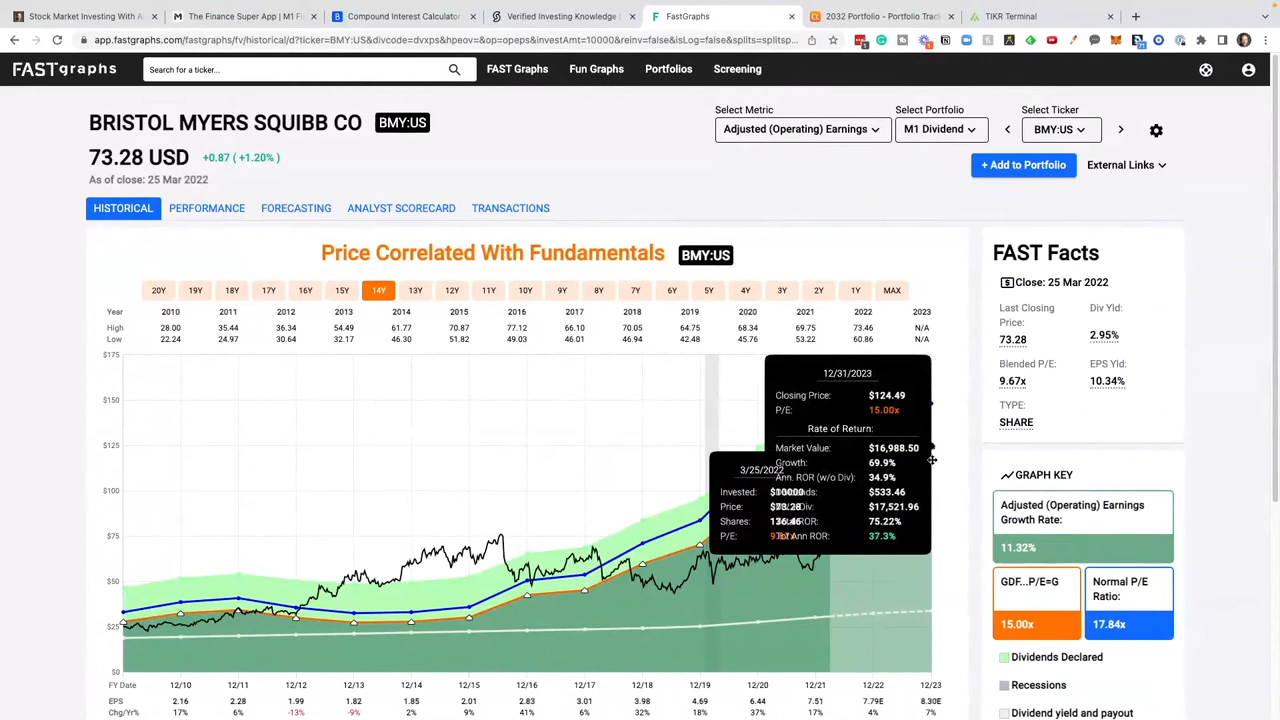 Stock Market Investing With A
The Finance Super App | M1 Fi
Compound Interest Calculator
Verified Investing Knowledge |
FastGraphs
2032 Portfolio - Portfolio Track
TIKR Terminal
app.fastgraphs.com/fastgraphs/fv/historical/d?ticker=BMY:US&divcode=dvxps&hpeov=&op=opeps&investAmt=10000&reinv=false&isLog=false&splits=splitsp...
FASTgraphs
Search for a ticker...
FAST Graphs
Fun Graphs
Portfolios
Screening
BRISTOL MYERS SQUIBB CO BMY:US
73.28 USD +0.87 ( +1.20% )
As of close: 25 Mar 2022
Select Metric
Adjusted (Operating) Earnings
Select Portfolio
M1 Dividend
Select Ticker
BMY:US
+ Add to Portfolio
External Links
HISTORICAL PERFORMANCE FORECASTING ANALYST SCORECARD TRANSACTIONS
Price Correlated With Fundamentals BMY:US
20Y 19Y 18Y 17Y 16Y 15Y 14Y 13Y 12Y 11Y 10Y 9Y 8Y 7Y 6Y 5Y 4Y 3Y 2Y 1Y MAX
Year 2010 2011 2012 2013 2014 2015 2016 2017 2018 2019 2020 2021 2022 2023
High 28.00 35.44 36.34 54.49 61.77 70.87 77.12 66.10 70.05 64.75 68.34 69.75 73.46 N/A
Low 22.24 24.97 30.64 32.17 46.30 51.82 49.03 46.01 46.94 42.48 45.76 53.22 60.86 N/A
$175
$150
$125
$100
$75
$50
$25
$0
12/31/2023
Closing Price: $124.49
P/E: 15.00x
Rate of Return:
Market Value: $16,988.50
Growth: 69.9%
Ann. ROR (w/o Div): 34.9%
$533.46
$17,521.96
75.22%
37.3%
3/25/2022
Invested: $10000
Price: $73.28
Shares: 136.46
P/E:
FY Date 12/10 12/11 12/12 12/13 12/14 12/15 12/16 12/17 12/18 12/19 12/20 12/21 12/22 12/23
EPS 2.16 2.28 1.99 1.82 1.85 2.01 2.83 3.01 3.98 4.69 6.44 7.51 7.79E 8.30E
Chg/Yr% 17% 6% -13% -9% 2% 9% 41% 6% 32% 18% 37% 17% 4% 7%
FAST Facts
Close: 25 Mar 2022
Last Closing Price:
73.28
Div Yld:
2.95%
Blended P/E:
9.67x
EPS Yld:
10.34%
TYPE:
SHARE
GRAPH KEY
Adjusted (Operating) Earnings
Growth Rate:
11.32%
GDF...P/E=G
15.00x
Normal P/E
Ratio:
17.84x
Dividends Declared
Recessions
Dividend yield and payout